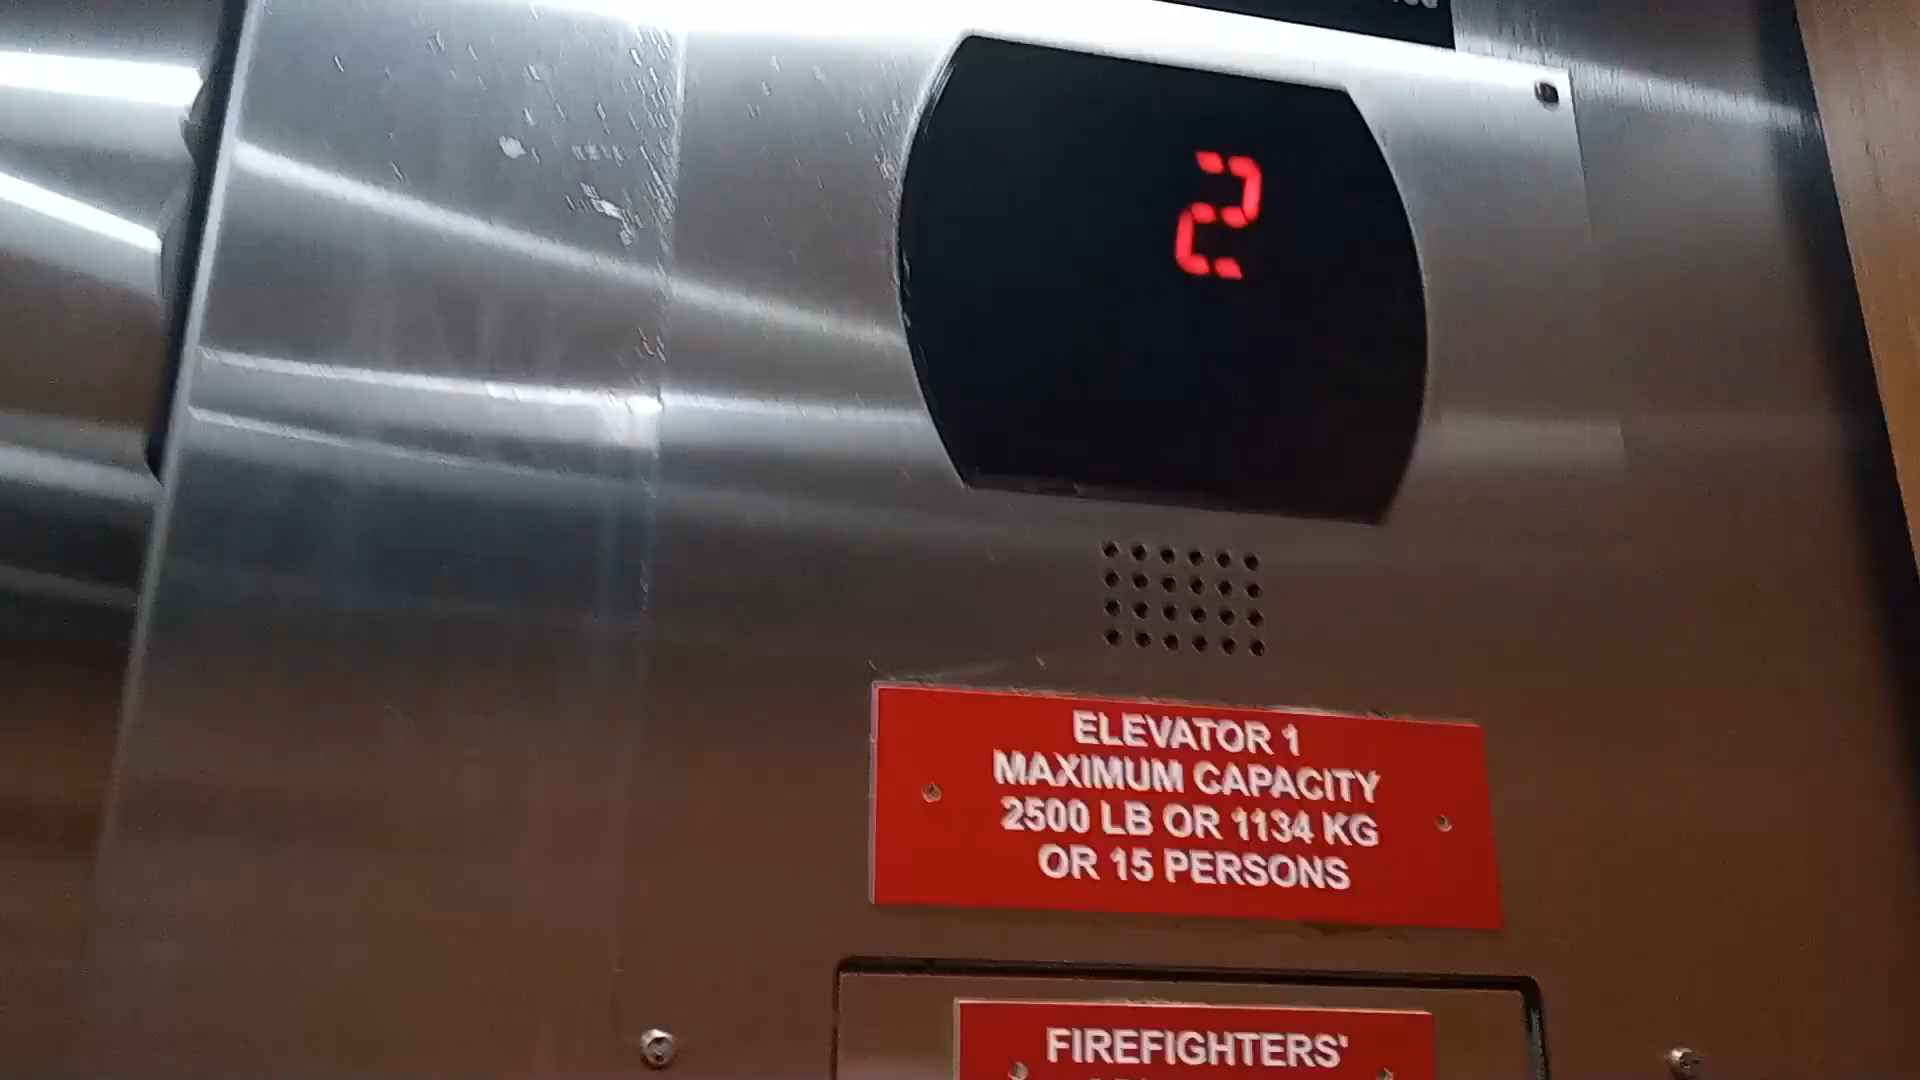 2
ELEVATOR 1
MAXIMUM CAPACITY
2500 LB OR 1134 KG
OR 15 PERSONS
FIREFIGHTERS'